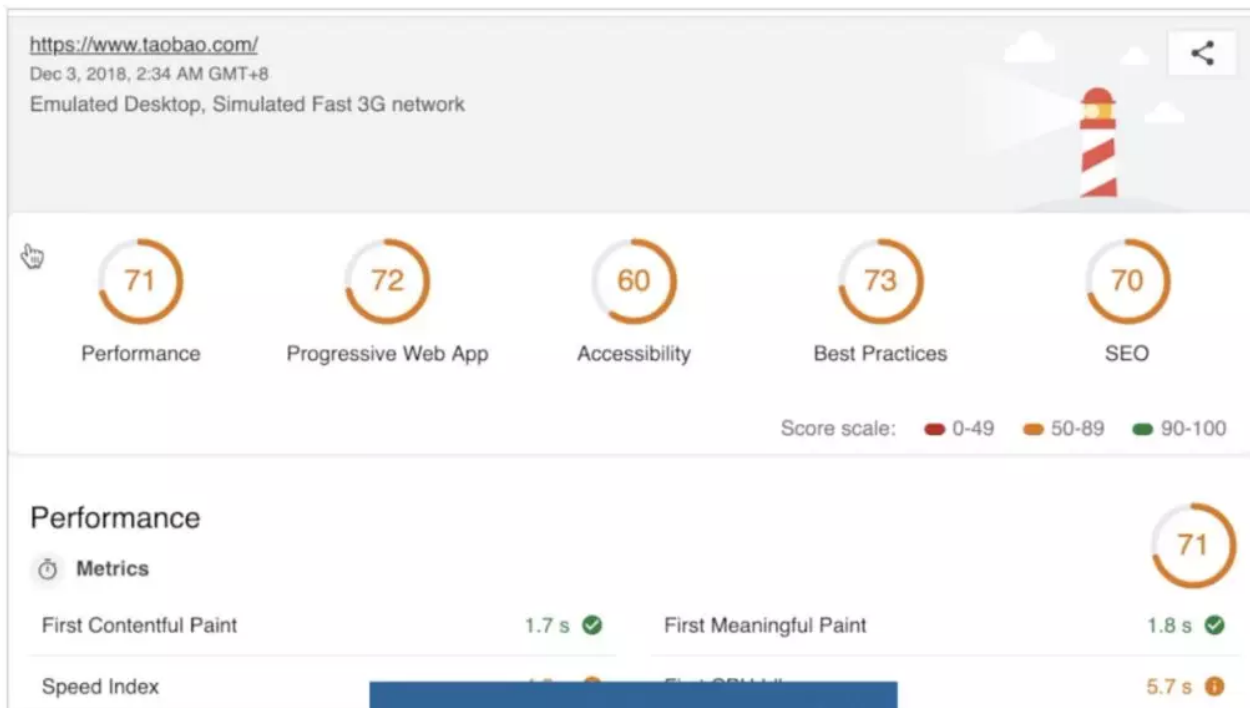 https://www.taobao.com/
Dec 3, 2018, 2:34 AM GMT+8
Emulated Desktop, Simulated Fast 3G network
71 72 60 73 70
Performance Progressive Web App Accessibility Best Practices SEO
Score scale: 0-49 50-89 90-100
Performance 71
Metrics
First Contentful Paint 1.7 s First Meaningful Paint 1.8 s
Speed Index 5.7 s